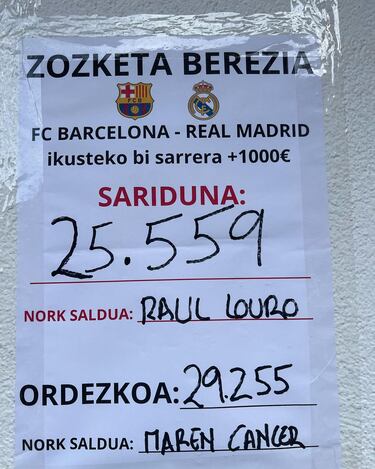 ZOZKETA BEREZIA
FCB
FC BARCELONA - REAL MADRID
ikusteko bi sarrera +1000€
SARIDUNA:
25.559
NORK SALDUA: RAUL LOURO
ORDEZKOA: 29.255
NORK SALDUA: MAREN CANCER